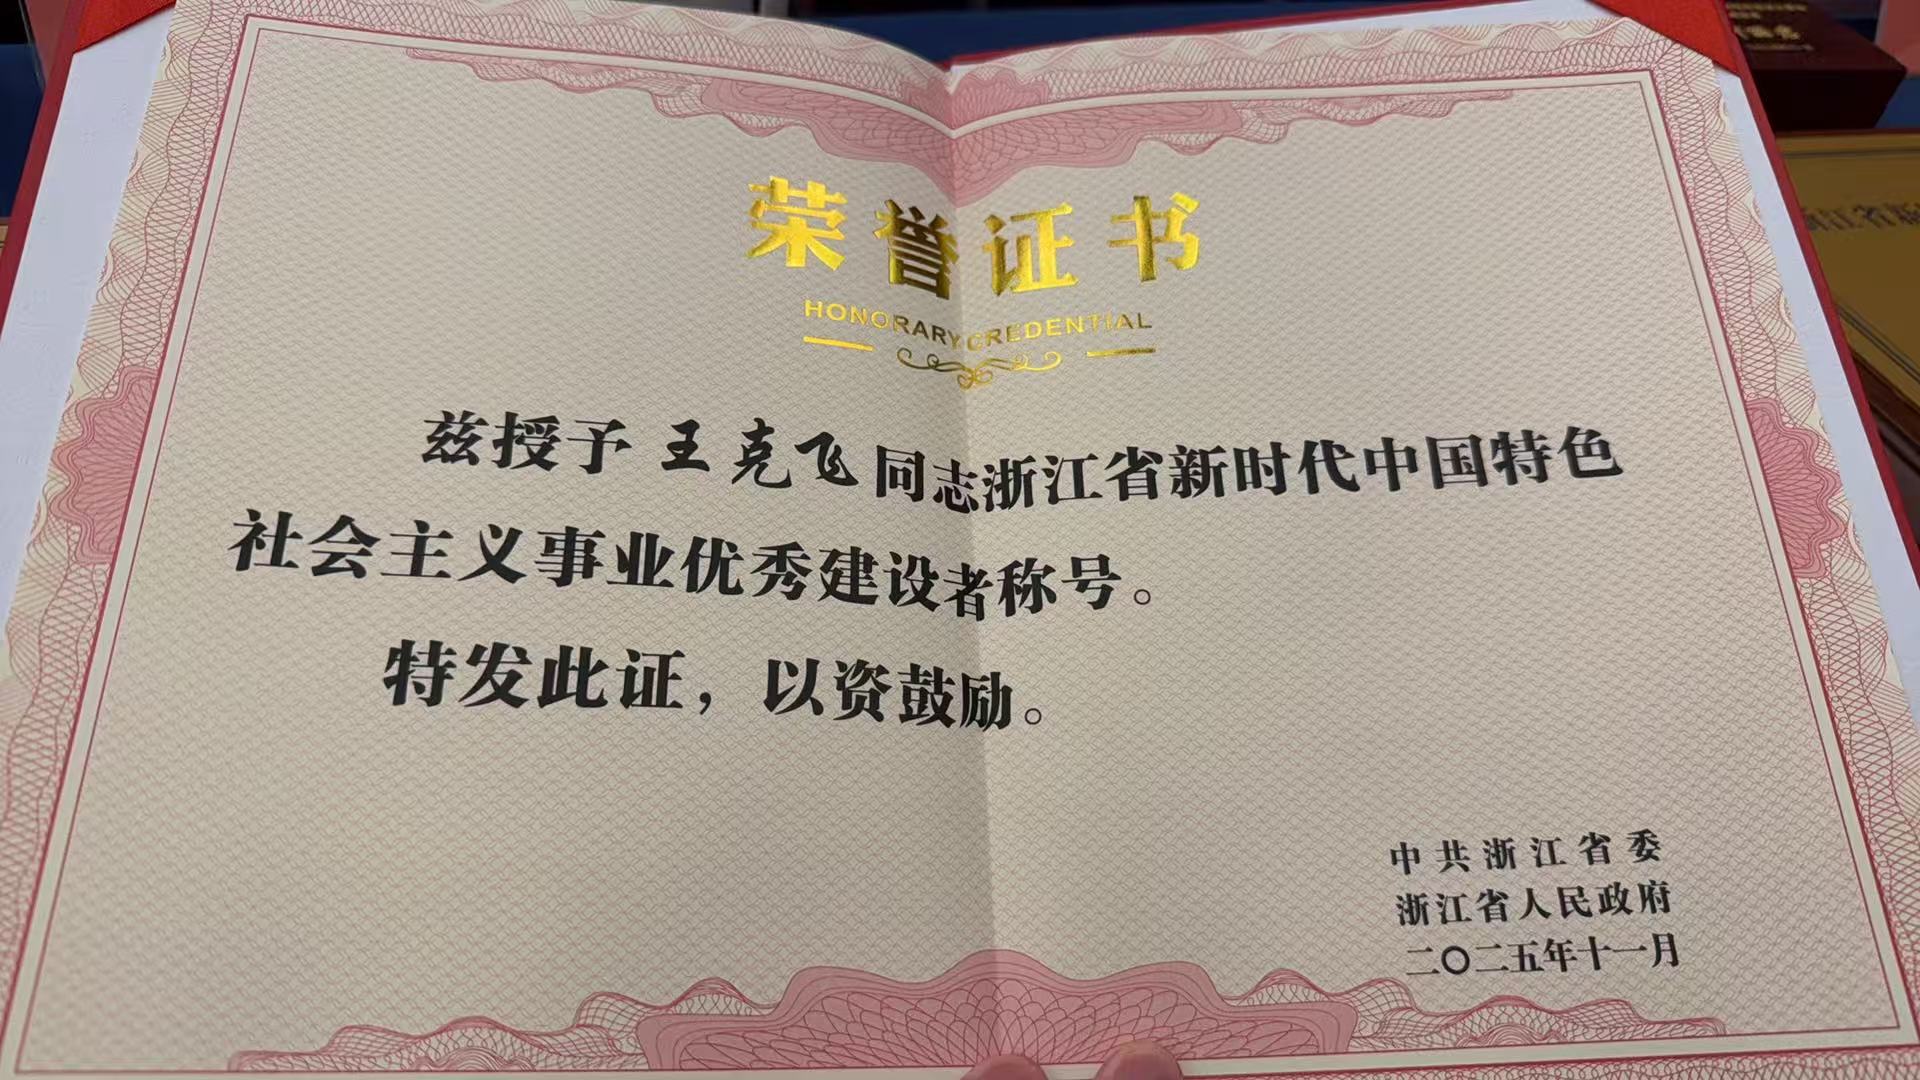 荣誉证书
HONORARY CREDENTIAL
兹授予 王克飞 同志浙江省新时代中国特色
社会主义事业优秀建设者称号。
特发此证，以资鼓励。
中共浙江省委
浙江省人民政府
二〇二五年十一月
浙江省